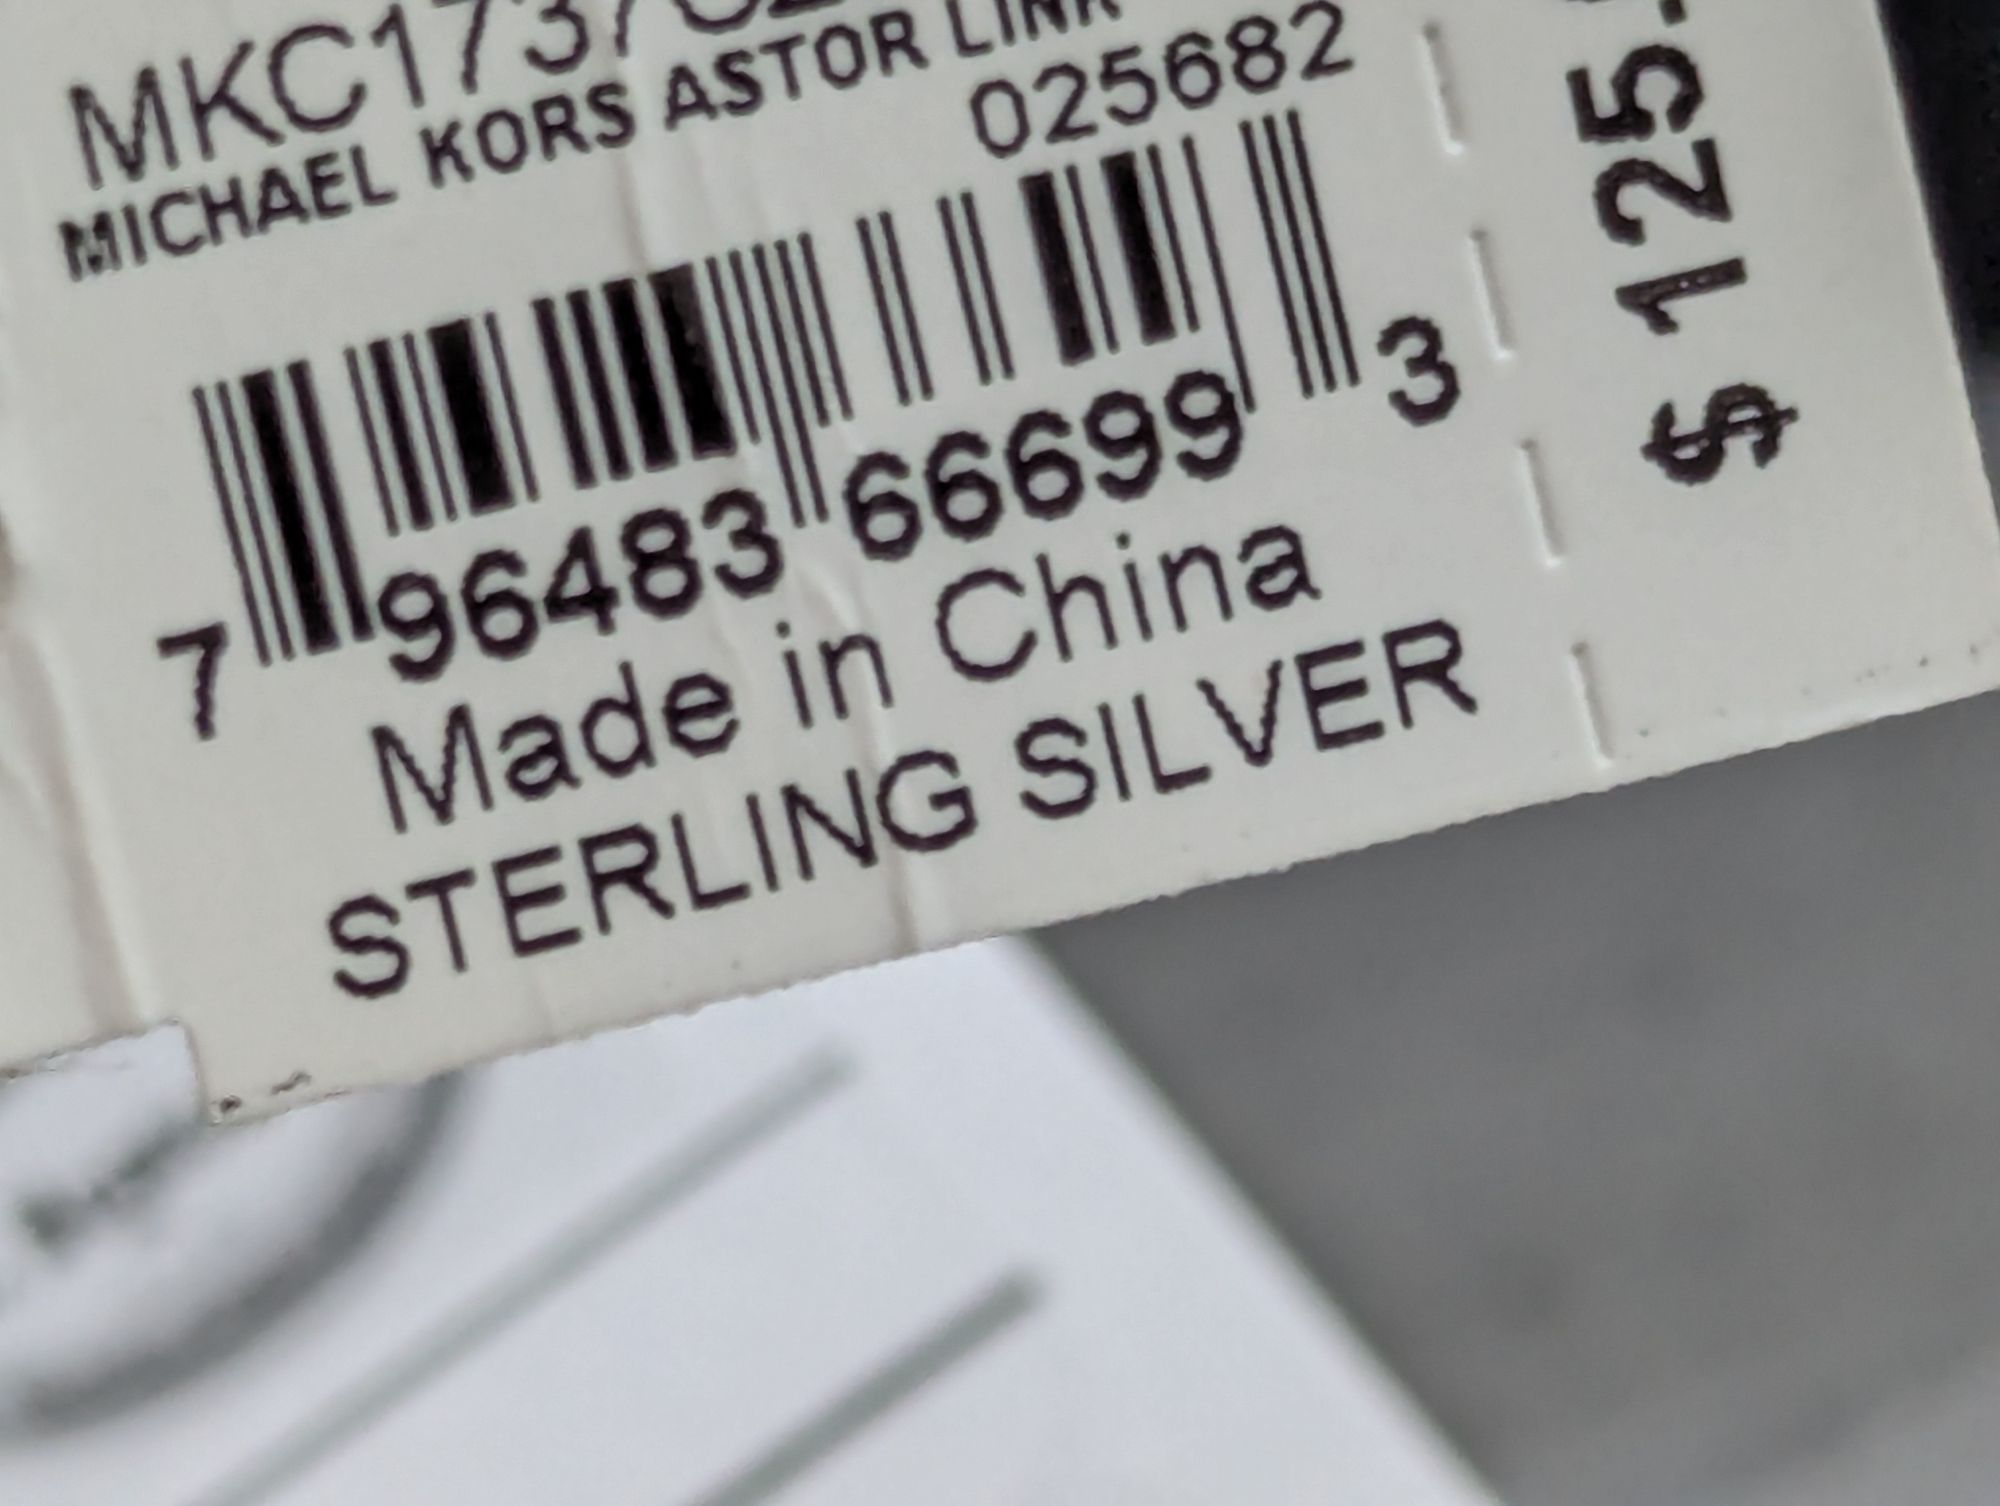 MICHAEL KORS ASTOR LINK
025682
7 96483 66699 3
Made in China
STERLING SILVER
$ 125